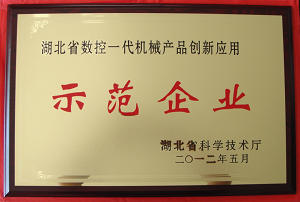 湖北省数控一代机械产品创新应用
示范企业
湖北省科学技术厅
二〇一二年五月